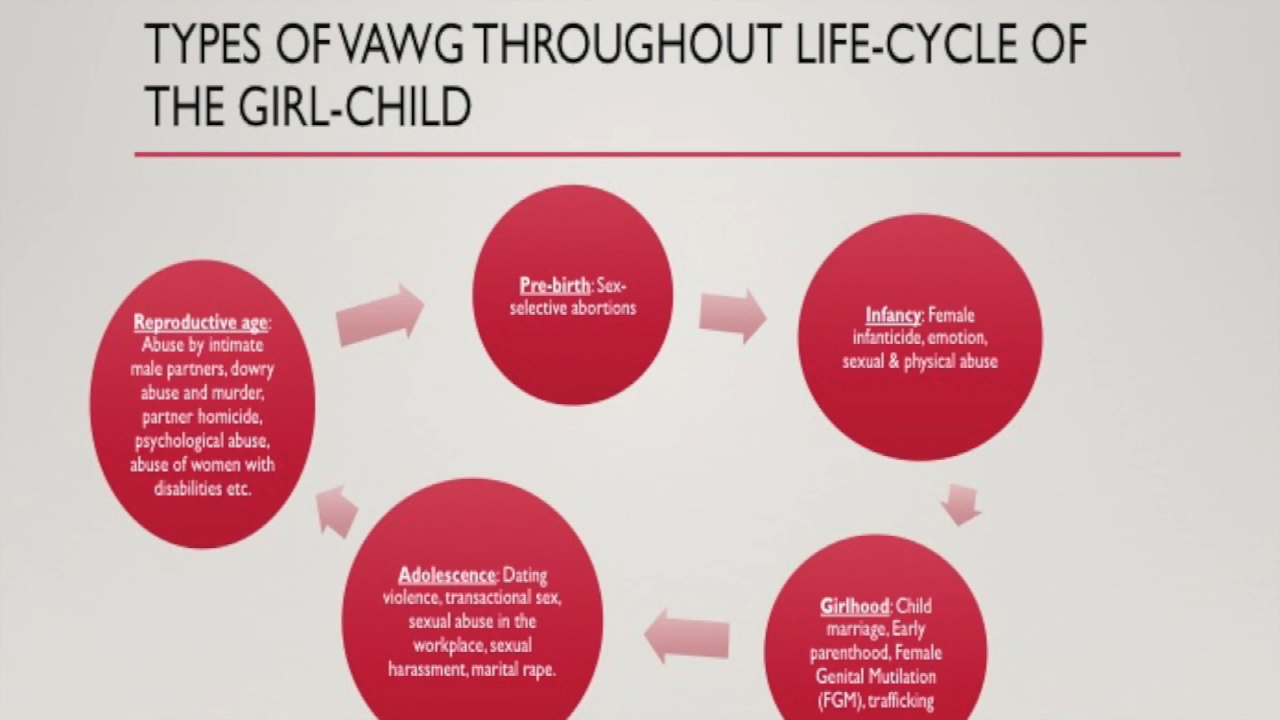 TYPES OF VAWG THROUGHOUT LIFE-CYCLE OF
THE GIRL-CHILD
Pre-birth: Sex-
selective abortions
Infancy: Female
infanticide, emotion,
sexual & physical abuse
Girlhood: Child
marriage, Early
parenthood, Female
Genital Mutilation
(FGM), trafficking
Adolescence: Dating
violence, transactional sex,
sexual abuse in the
workplace, sexual
harassment, marital rape.
Reproductive age:
Abuse by intimate
male partners, dowry
abuse and murder,
partner homicide,
psychological abuse,
abuse of women with
disabilities etc.